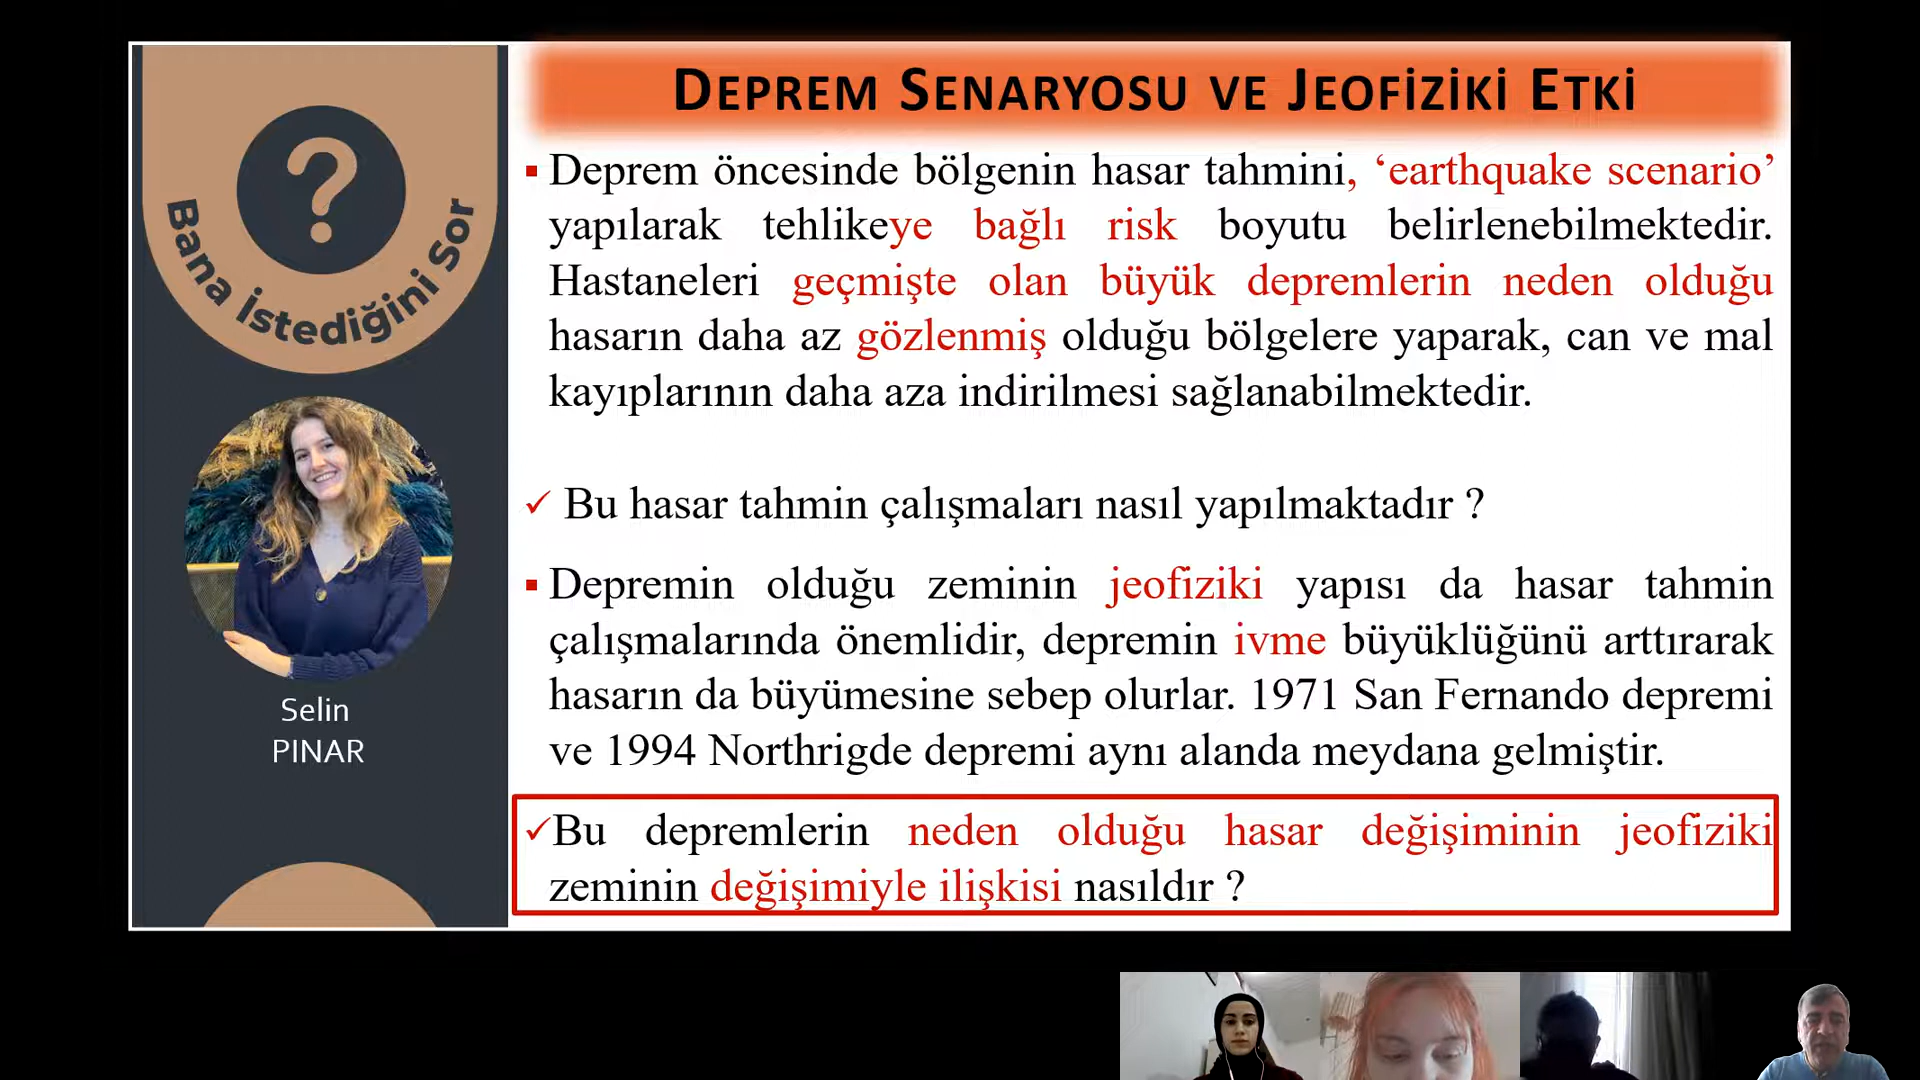 DEPREM SENARYOSU VE JEOFİZİKİ ETKİ
?
Bana İstediğini Sor
Selin
PINAR
Deprem öncesinde bölgenin hasar tahmini, ‘earthquake scenario’
yapılarak tehlikeye bağlı risk boyutu belirlenebilmektedir.
Hastaneleri geçmişte olan büyük depremlerin neden olduğu
hasarın daha az gözlenmiş olduğu bölgelere yaparak, can ve mal
kayıplarının daha aza indirilmesi sağlanabilmektedir.
Bu hasar tahmin çalışmaları nasıl yapılmaktadır ?
Depremin olduğu zeminin jeofiziki yapısı da hasar tahmin
çalışmalarında önemlidir, depremin ivme büyüklüğünü arttırarak
hasarın da büyümesine sebep olurlar. 1971 San Fernando depremi
ve 1994 Northrigde depremi aynı alanda meydana gelmiştir.
Bu depremlerin neden olduğu hasar değişiminin jeofiziki
zeminin değişimiyle ilişkisi nasıldır ?